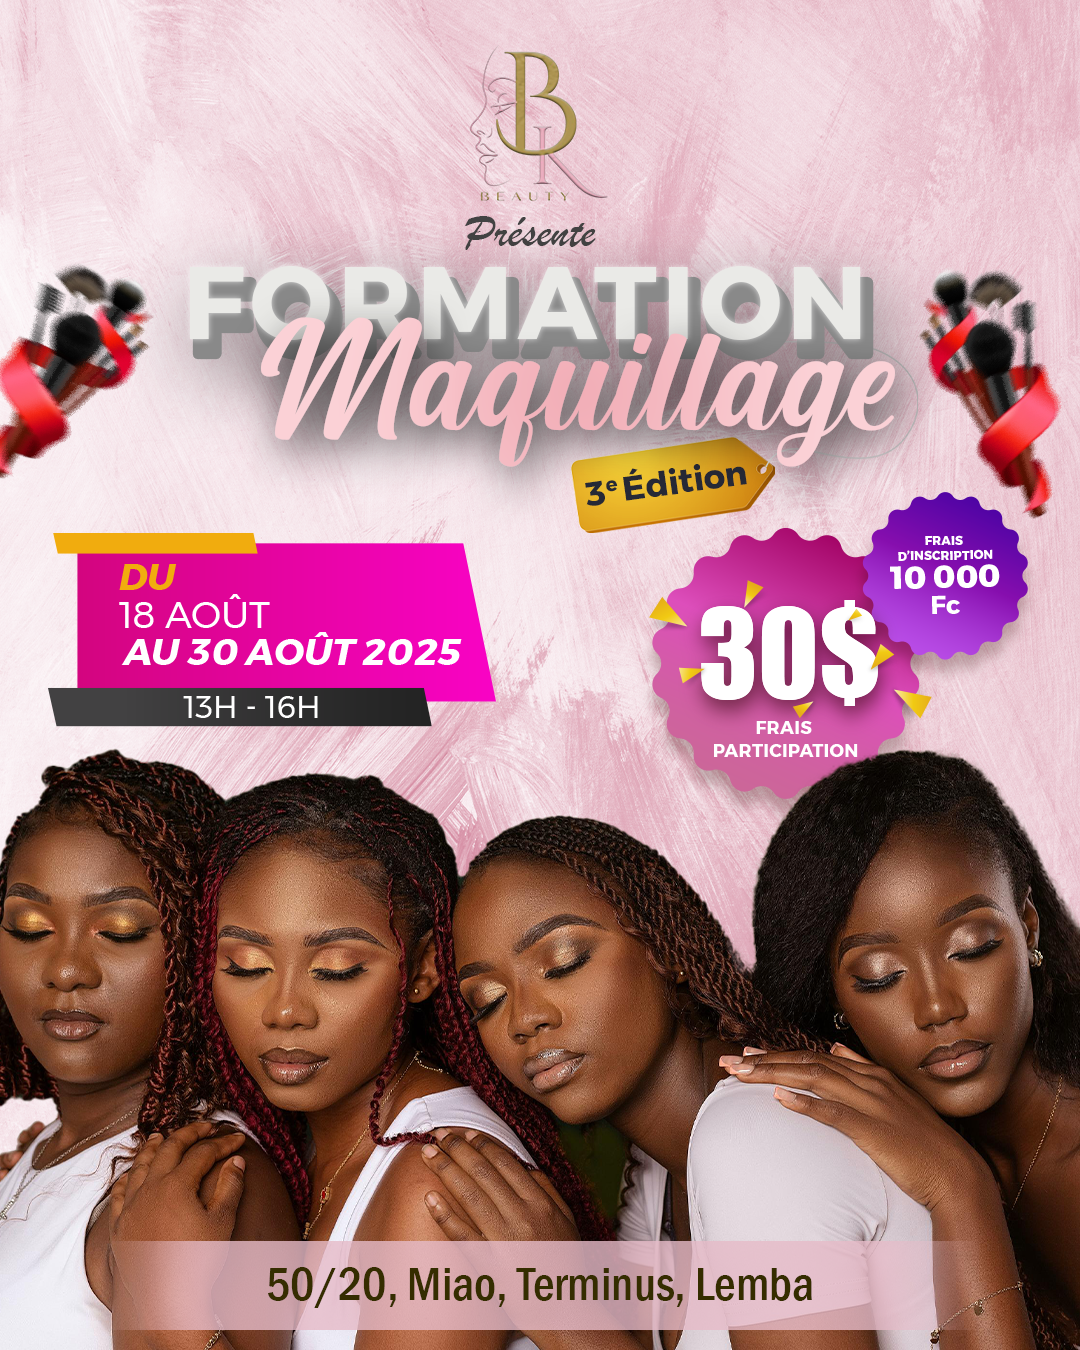 BK
BEAUTY
Présente
FORMATION
Maquillage
3e Édition
DU
18 AOÛT
AU 30 AOÛT 2025
13H - 16H
FRAIS
D'INSCRIPTION
10 000
Fc
30$
FRAIS
PARTICIPATION
50/20, Miao, Terminus, Lemba